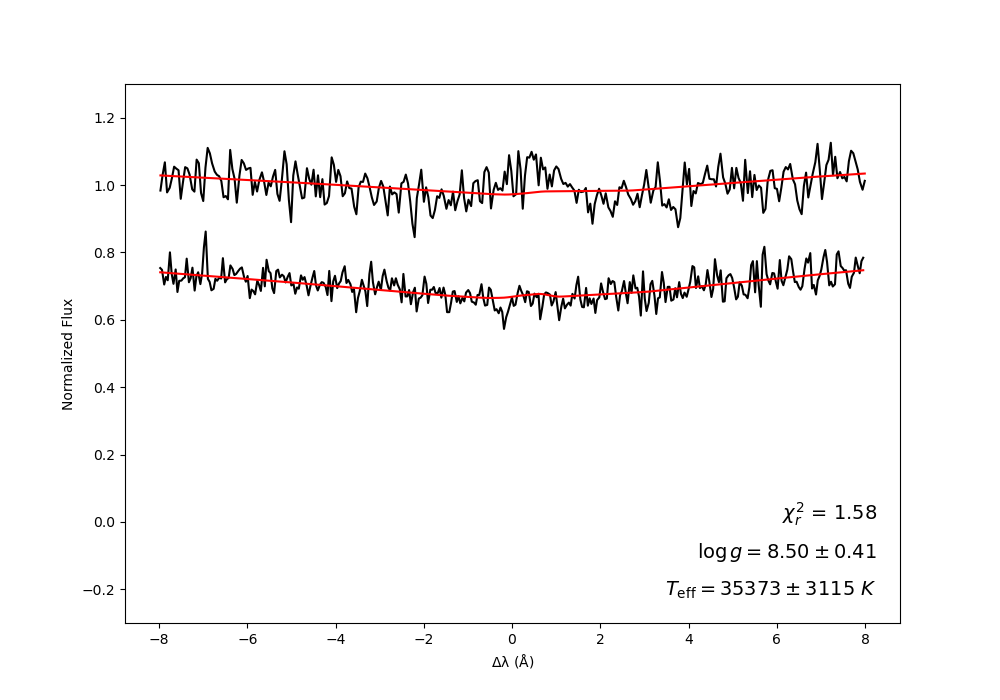 1.2
1.0
0.8
0.6
0.4
0.2
0.0
−0.2
Normalized Flux
χ²ᵣ = 1.58
log g = 8.50 ± 0.41
T_eff = 35373 ± 3115 K
−8 −6 −4 −2 0 2 4 6 8
Δλ (Å)